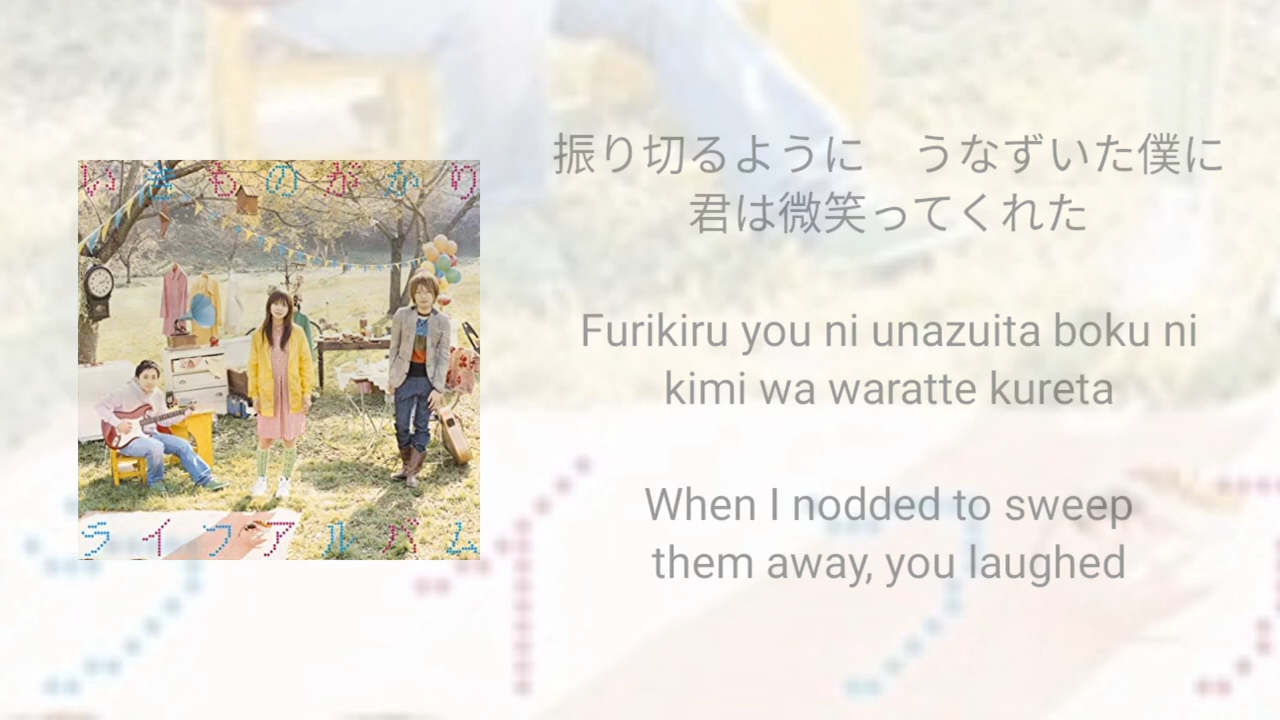 いきものがかり
ライフアルバム
振り切るように　うなずいた僕に
君は微笑ってくれた
Furikiru you ni unazuita boku ni
kimi wa waratte kureta
When I nodded to sweep
them away, you laughed